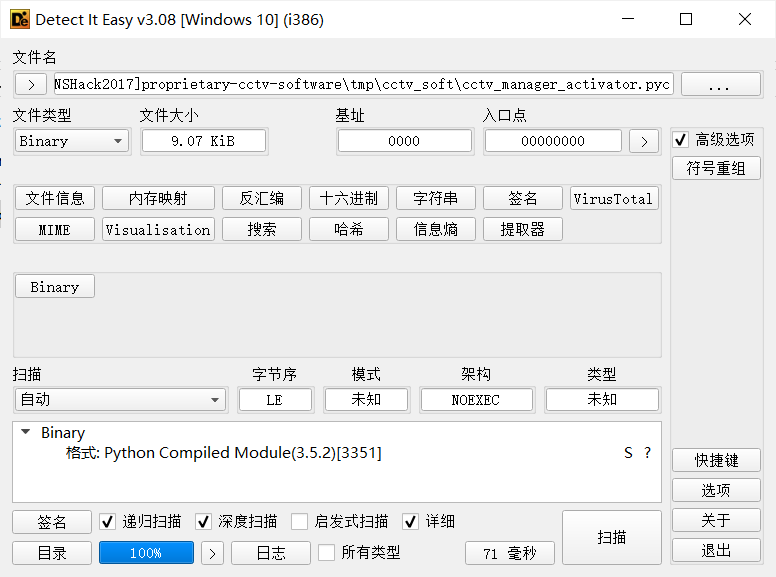 Detect It Easy v3.08 [Windows 10] (i386)
文件名
> NSHack2017]proprietary-cctv-software\tmp\cctv_soft\cctv_manager_activator.pyc ...
文件类型 文件大小 基址 入口点
Binary 9.07 KiB 0000 00000000 > 高级选项
符号重组
文件信息 内存映射 反汇编 十六进制 字符串 签名 VirusTotal
MIME Visualisation 搜索 哈希 信息熵 提取器
Binary
扫描 字节序 模式 架构 类型
自动 LE 未知 NOEXEC 未知
Binary
格式: Python Compiled Module(3.5.2)[3351] S ?
快捷键
选项
签名 递归扫描 深度扫描 启发式扫描 详细 扫描 关于
目录 100% > 日志 所有类型 71 毫秒 退出